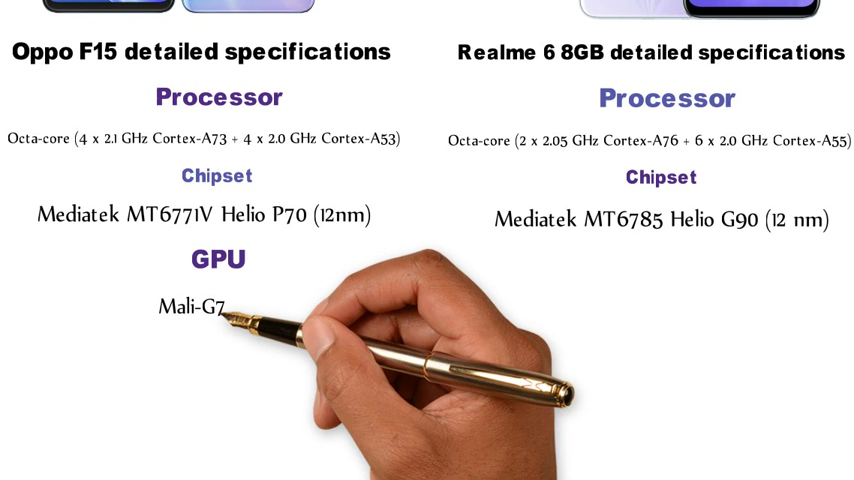 Oppo F15 detailed specifications
Processor
Octa-core (4 x 2.1 GHz Cortex-A73 + 4 x 2.0 GHz Cortex-A53)
Chipset
Mediatek MT6771V Helio P70 (12nm)
GPU
Mali-G7
Realme 6 8GB detailed specifications
Processor
Octa-core (2 x 2.05 GHz Cortex-A76 + 6 x 2.0 GHz Cortex-A55)
Chipset
Mediatek MT6785 Helio G90 (12 nm)